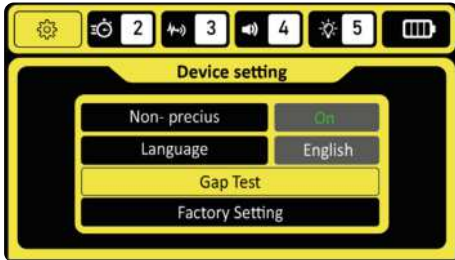 2 3 4 5
Device setting
Non- precius On
Language English
Gap Test
Factory Setting